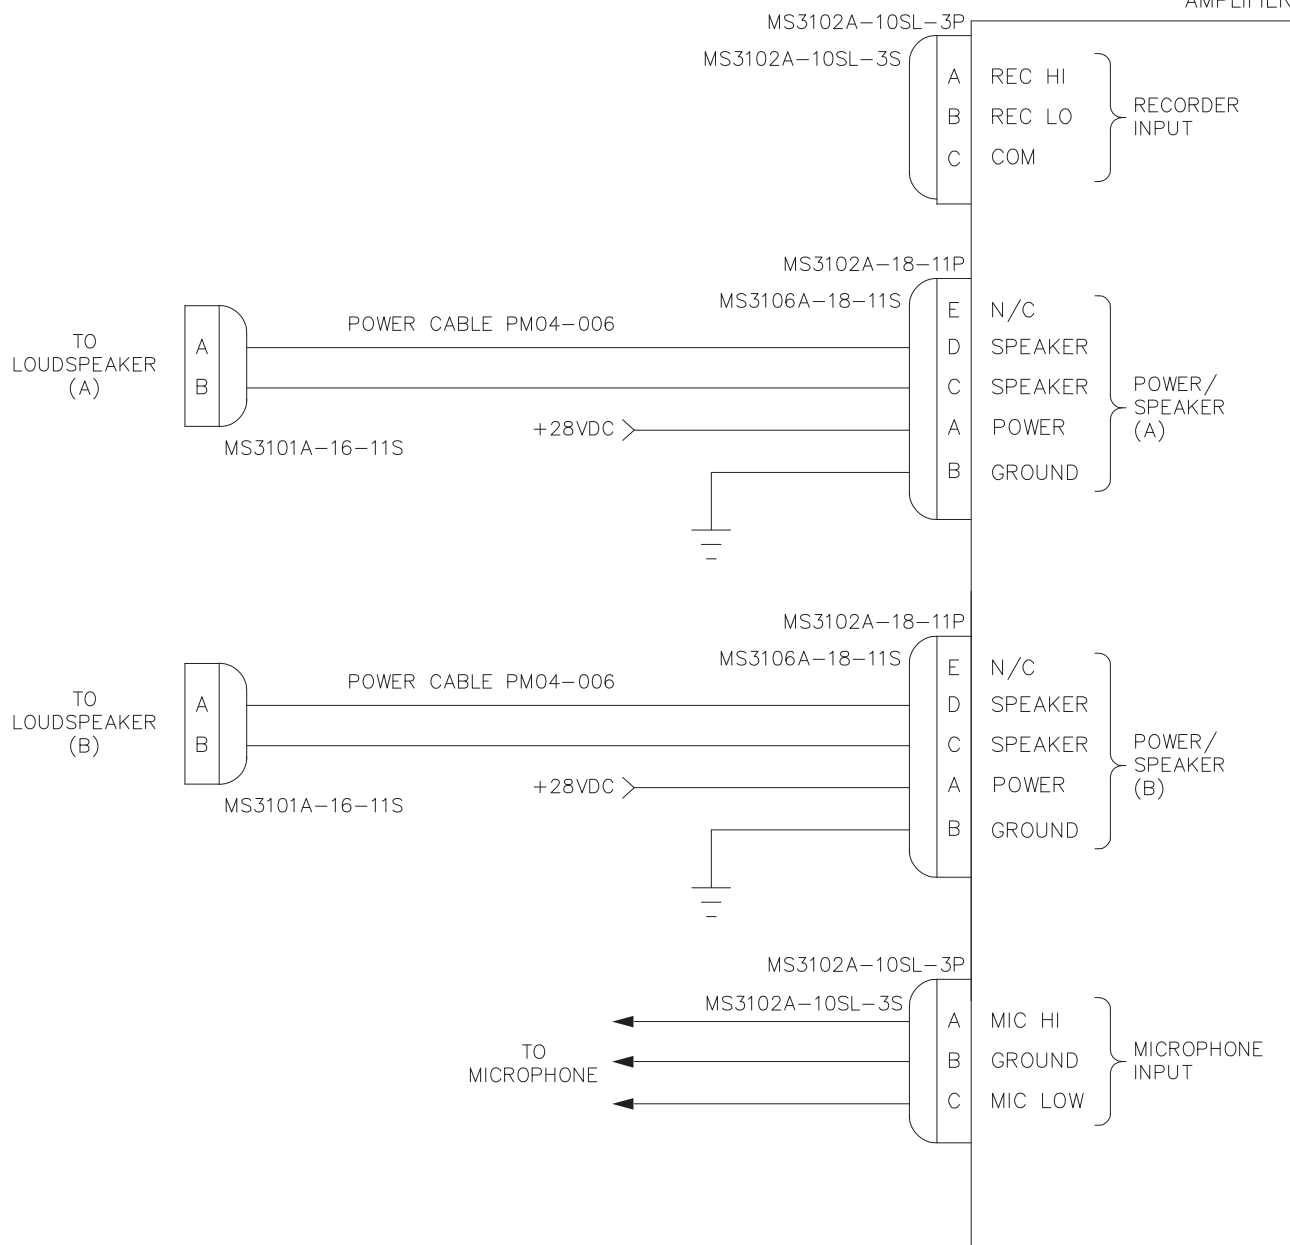 AMPLIFIER
MS3102A-10SL-3P
MS3102A-10SL-3S
A REC HI
B REC LO
C COM
RECORDER
INPUT
MS3102A-18-11P
MS3106A-18-11S
POWER CABLE PM04-006
TO
LOUDSPEAKER
(A)
A
B
MS3101A-16-11S
+28VDC
E N/C
D SPEAKER
C SPEAKER
A POWER
B GROUND
POWER/
SPEAKER
(A)
MS3102A-18-11P
MS3106A-18-11S
POWER CABLE PM04-006
TO
LOUDSPEAKER
(B)
A
B
MS3101A-16-11S
+28VDC
E N/C
D SPEAKER
C SPEAKER
A POWER
B GROUND
POWER/
SPEAKER
(B)
MS3102A-10SL-3P
MS3102A-10SL-3S
TO
MICROPHONE
A MIC HI
B GROUND
C MIC LOW
MICROPHONE
INPUT